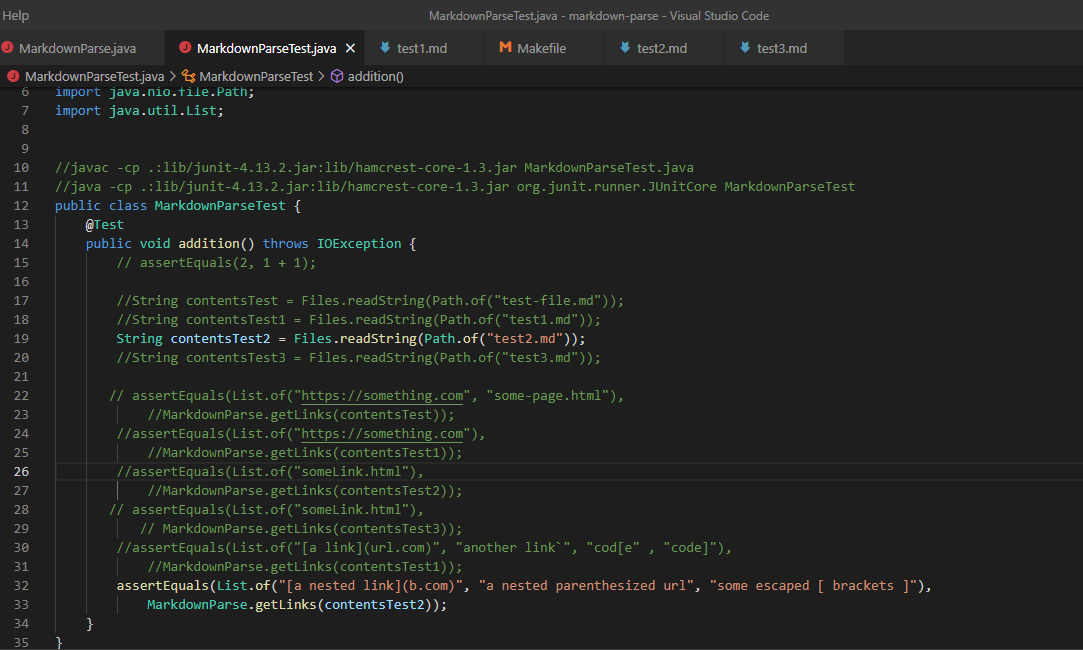 Help
MarkdownParseTest.java - markdown-parse - Visual Studio Code
MarkdownParse.java
MarkdownParseTest.java
test1.md
Makefile
test2.md
test3.md
MarkdownParseTest.java > MarkdownParseTest > addition()
6 import java.nio.file.Path;
7 import java.util.List;
8
9
10 //javac -cp .:lib/junit-4.13.2.jar:lib/hamcrest-core-1.3.jar MarkdownParseTest.java
11 //java -cp .:lib/junit-4.13.2.jar:lib/hamcrest-core-1.3.jar org.junit.runner.JUnitCore MarkdownParseTest
12 public class MarkdownParseTest {
13 @Test
14 public void addition() throws IOException {
15 // assertEquals(2, 1 + 1);
16
17 //String contentsTest = Files.readString(Path.of("test-file.md"));
18 //String contentsTest1 = Files.readString(Path.of("test1.md"));
19 String contentsTest2 = Files.readString(Path.of("test2.md"));
20 //String contentsTest3 = Files.readString(Path.of("test3.md"));
21
22 // assertEquals(List.of("https://something.com", "some-page.html"),
23 //MarkdownParse.getLinks(contentsTest));
24 //assertEquals(List.of("https://something.com"),
25 //MarkdownParse.getLinks(contentsTest1));
26 //assertEquals(List.of("someLink.html"),
27 //MarkdownParse.getLinks(contentsTest2));
28 // assertEquals(List.of("someLink.html"),
29 // MarkdownParse.getLinks(contentsTest3));
30 //assertEquals(List.of("[a link](url.com)", "another link`", "cod[e" , "code]"),
31 //MarkdownParse.getLinks(contentsTest1));
32 assertEquals(List.of("[a nested link](b.com)", "a nested parenthesized url", "some escaped [ brackets ]"),
33 MarkdownParse.getLinks(contentsTest2));
34 }
35 }